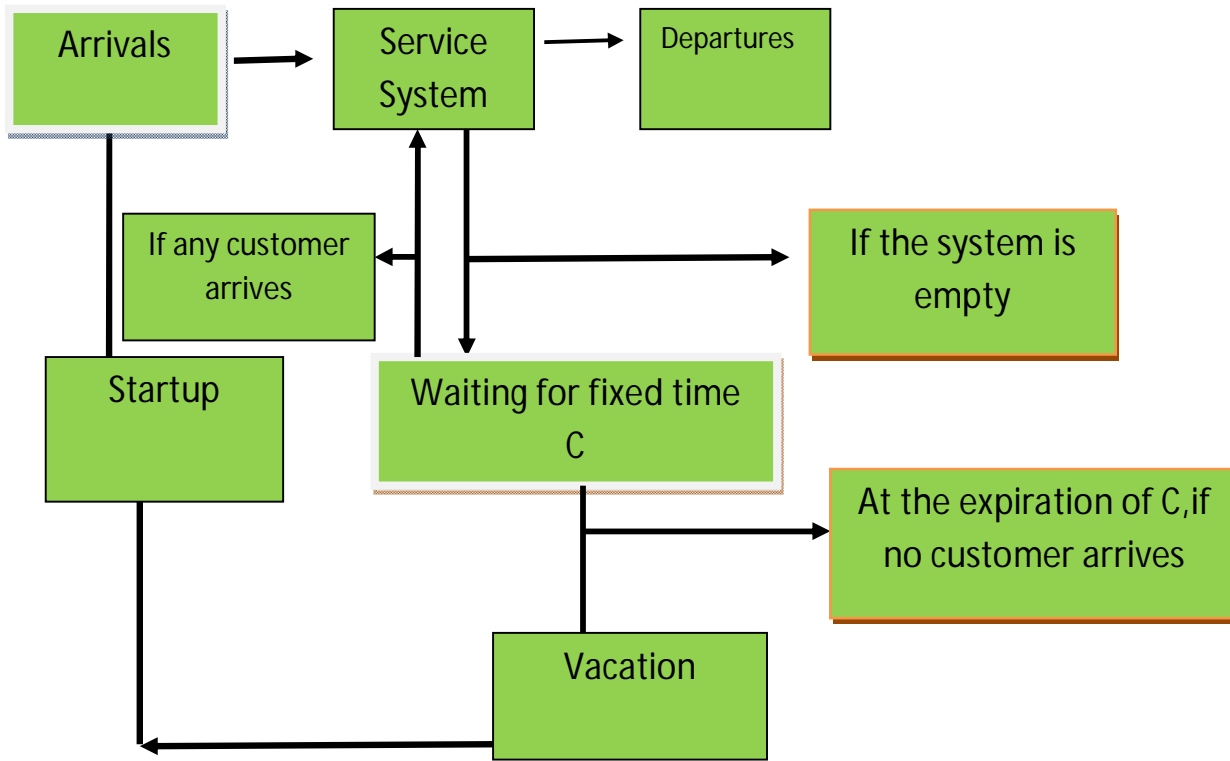 Arrivals
Service
System
Departures
If any customer
arrives
If the system is
empty
Startup
Waiting for fixed time
C
At the expiration of C,if
no customer arrives
Vacation